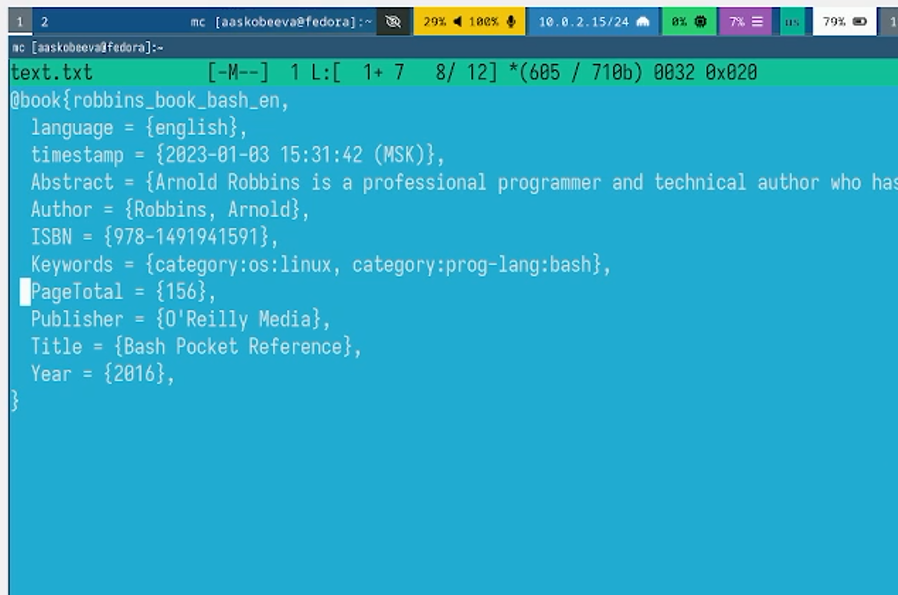 1 2 mc [aaskobeeva@fedora]:~ 29% 100% 10.0.2.15/24 0% 7% us 79% 1
mc [aaskobeeva@fedora]:~
text.txt [-M--] 1 L:[ 1+ 7 8/ 12] *(605 / 710b) 0032 0x020
@book{robbins_book_bash_en,
language = {english},
timestamp = {2023-01-03 15:31:42 (MSK)},
Abstract = {Arnold Robbins is a professional programmer and technical author who has
Author = {Robbins, Arnold},
ISBN = {978-1491941591},
Keywords = {category:os:linux, category:prog-lang:bash},
PageTotal = {156},
Publisher = {O'Reilly Media},
Title = {Bash Pocket Reference},
Year = {2016},
}